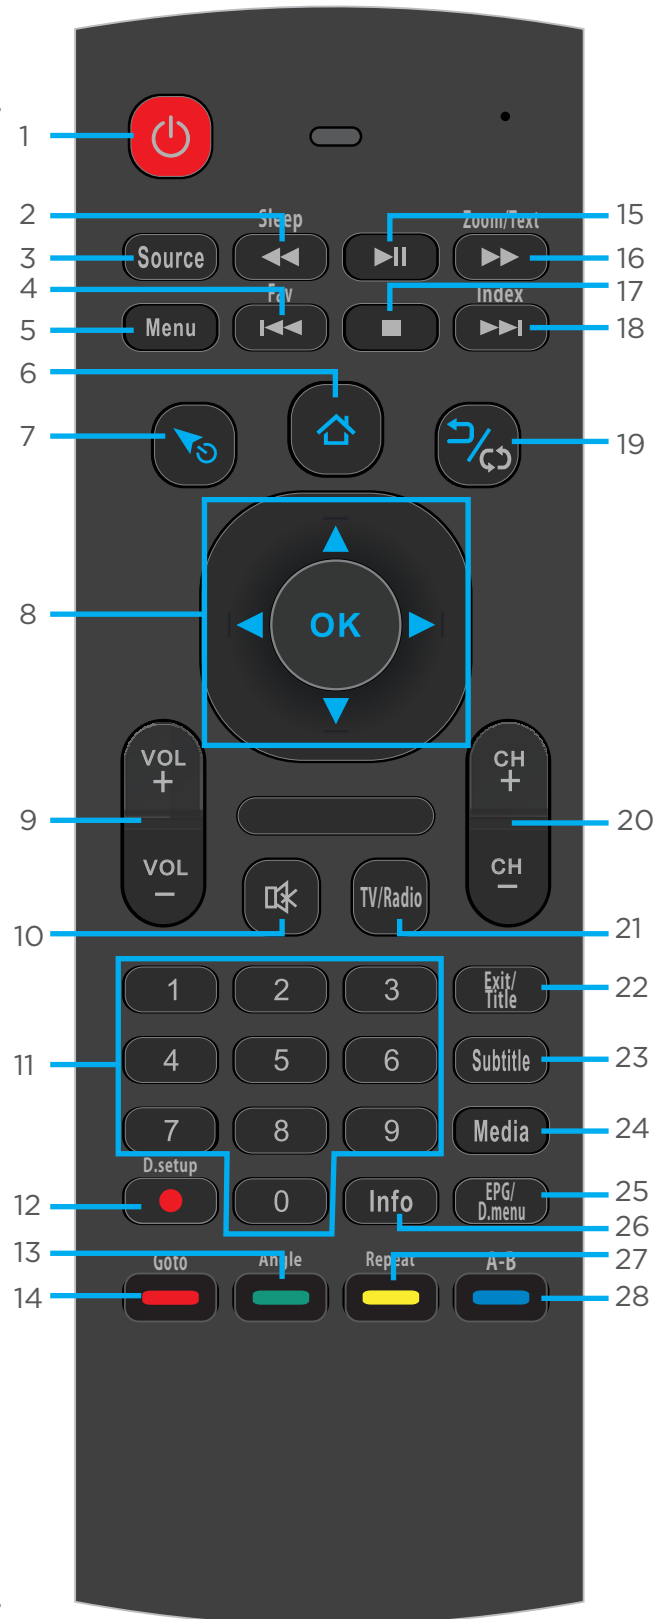 1
2 Sleep Zoom/Text 15
3 Source 16
4 Fav Index 17
5 Menu 18
6
7 19
8 OK
VOL + CH +
9 20
VOL − CH −
10 TV/Radio 21
1 2 3 Exit/ 22
Title
11 4 5 6 Subtitle 23
7 8 9 Media 24
D.setup
12 0 Info EPG/ 25
D.menu
26
13 Goto Angle Repeat A-B 27
14 28